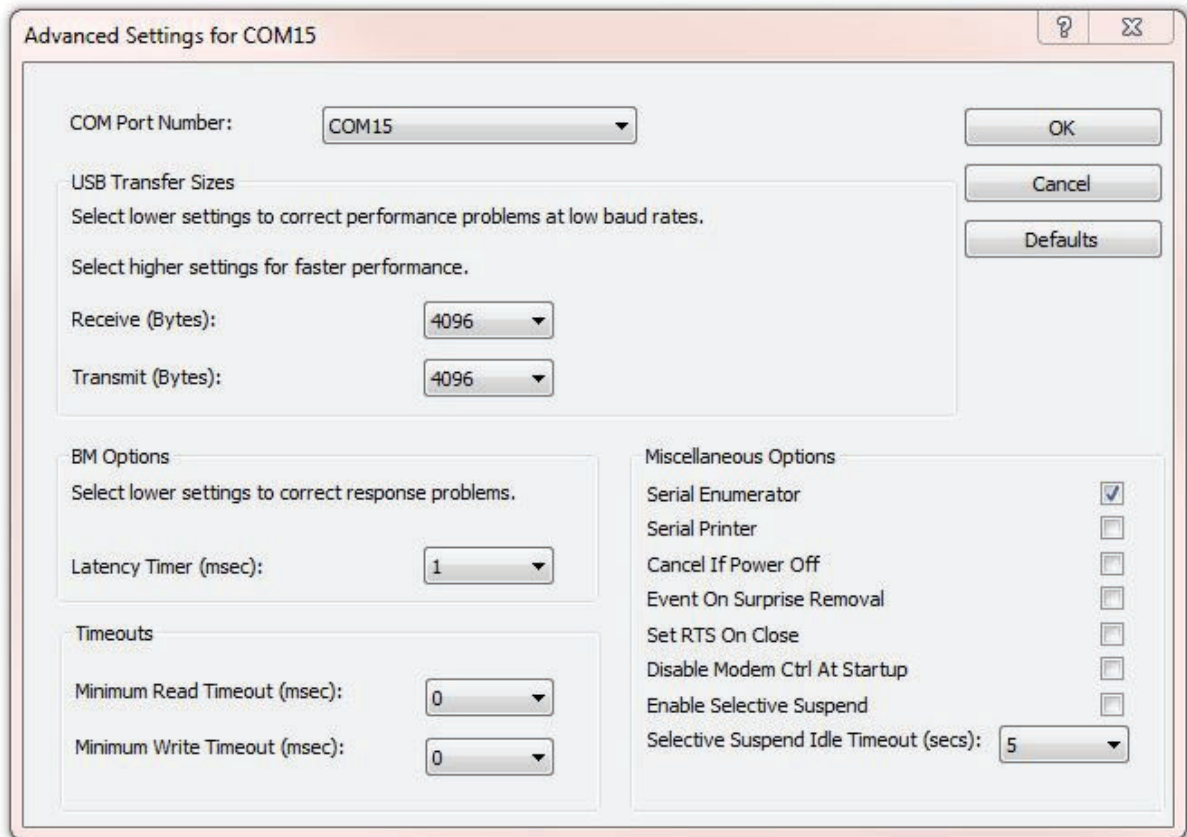 Advanced Settings for COM15
COM Port Number: COM15
OK
USB Transfer Sizes
Cancel
Select lower settings to correct performance problems at low baud rates.
Defaults
Select higher settings for faster performance.
Receive (Bytes): 4096
Transmit (Bytes): 4096
BM Options
Select lower settings to correct response problems.
Latency Timer (msec): 1
Timeouts
Minimum Read Timeout (msec): 0
Minimum Write Timeout (msec): 0
Miscellaneous Options
Serial Enumerator
Serial Printer
Cancel If Power Off
Event On Surprise Removal
Set RTS On Close
Disable Modem Ctrl At Startup
Enable Selective Suspend
Selective Suspend Idle Timeout (secs): 5